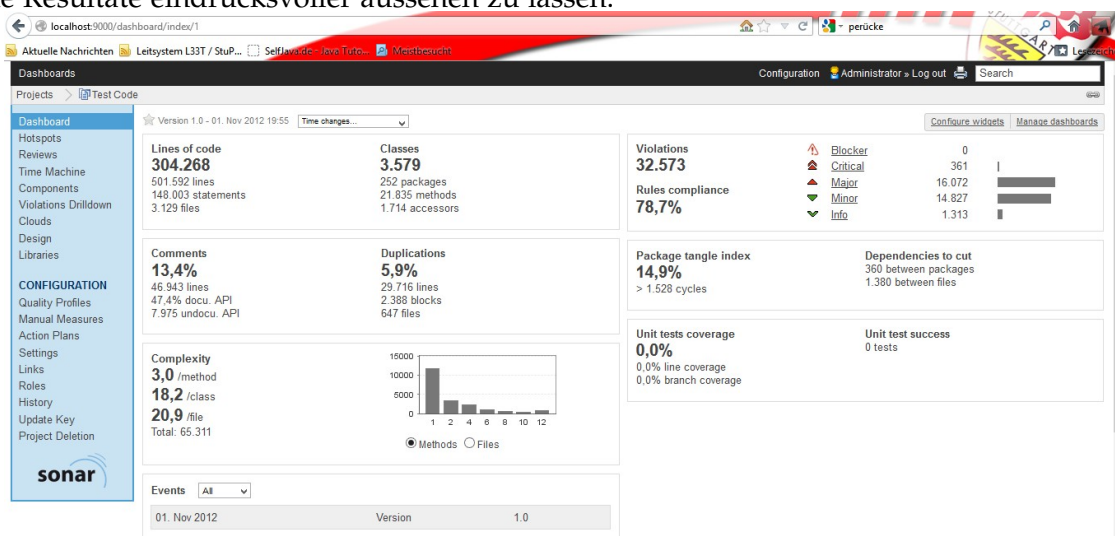 e Resultate eindrucksvoller aussehen zu lassen.
localhost:9000/dashboard/index/1
perücke
Aktuelle Nachrichten
Leitsystem L33T / StuP...
SelfJava.de - Java Tuto...
Meistbesucht
Dashboards
Configuration
Administrator » Log out
Search
Projects
Test Code
Dashboard
Hotspots
Reviews
Time Machine
Components
Violations Drilldown
Clouds
Design
Libraries
CONFIGURATION
Quality Profiles
Manual Measures
Action Plans
Settings
Links
Roles
History
Update Key
Project Deletion
sonar
Version 1.0 - 01. Nov 2012 19:55
Time changes...
Configure widgets
Manage dashboards
Lines of code
304.268
501.592 lines
148.003 statements
3.129 files
Classes
3.579
252 packages
21.835 methods
1.714 accessors
Comments
13,4%
46.943 lines
47,4% docu. API
7.975 undocu. API
Duplications
5,9%
29.716 lines
2.388 blocks
647 files
Complexity
3,0 /method
18,2 /class
20,9 /file
Total: 65.311
15000
10000
5000
0
1 2 4 6 8 10 12
Methods
Files
Events
All
01. Nov 2012
Version
1.0
Violations
32.573
Rules compliance
78,7%
Blocker 0
Critical 361
Major 16.072
Minor 14.827
Info 1.313
Package tangle index
14,9%
> 1.528 cycles
Dependencies to cut
360 between packages
1.380 between files
Unit tests coverage
0,0%
0,0% line coverage
0,0% branch coverage
Unit test success
0 tests